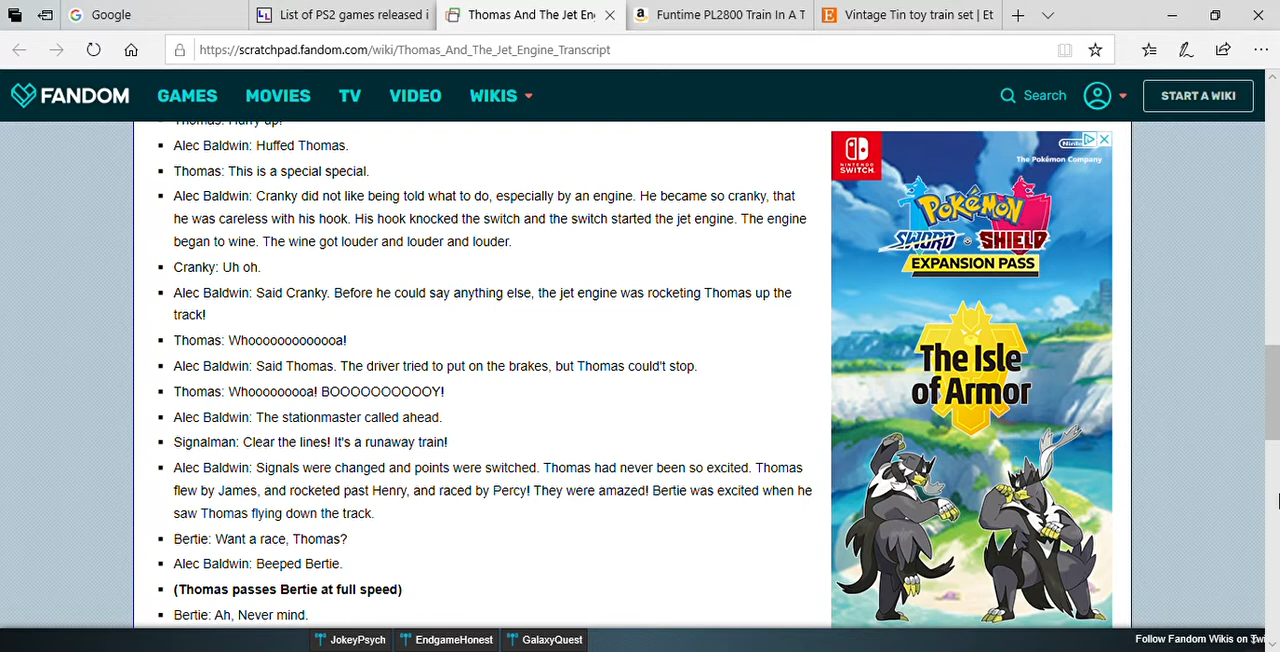 Google
List of PS2 games released i
Thomas And The Jet En
Funtime PL2800 Train In A T
Vintage Tin toy train set | Et
https://scratchpad.fandom.com/wiki/Thomas_And_The_Jet_Engine_Transcript
FANDOM GAMES MOVIES TV VIDEO WIKIS Search START A WIKI
Thomas: Hurry up!
Alec Baldwin: Huffed Thomas.
Thomas: This is a special special.
Alec Baldwin: Cranky did not like being told what to do, especially by an engine. He became so cranky, that
he was careless with his hook. His hook knocked the switch and the switch started the jet engine. The engine
began to wine. The wine got louder and louder and louder.
Cranky: Uh oh.
Alec Baldwin: Said Cranky. Before he could say anything else, the jet engine was rocketing Thomas up the
track!
Thomas: Whoooooooooooa!
Alec Baldwin: Said Thomas. The driver tried to put on the brakes, but Thomas could't stop.
Thomas: Whooooooooa! BOOOOOOOOOOY!
Alec Baldwin: The stationmaster called ahead.
Signalman: Clear the lines! It's a runaway train!
Alec Baldwin: Signals were changed and points were switched. Thomas had never been so excited. Thomas
flew by James, and rocketed past Henry, and raced by Percy! They were amazed! Bertie was excited when he
saw Thomas flying down the track.
Bertie: Want a race, Thomas?
Alec Baldwin: Beeped Bertie.
(Thomas passes Bertie at full speed)
Bertie: Ah, Never mind.
NINTENDO
SWITCH
The Pokémon Company
Pokémon
SWORD SHIELD
EXPANSION PASS
The Isle
of Armor
JokeyPsych EndgameHonest GalaxyQuest
Follow Fandom Wikis on